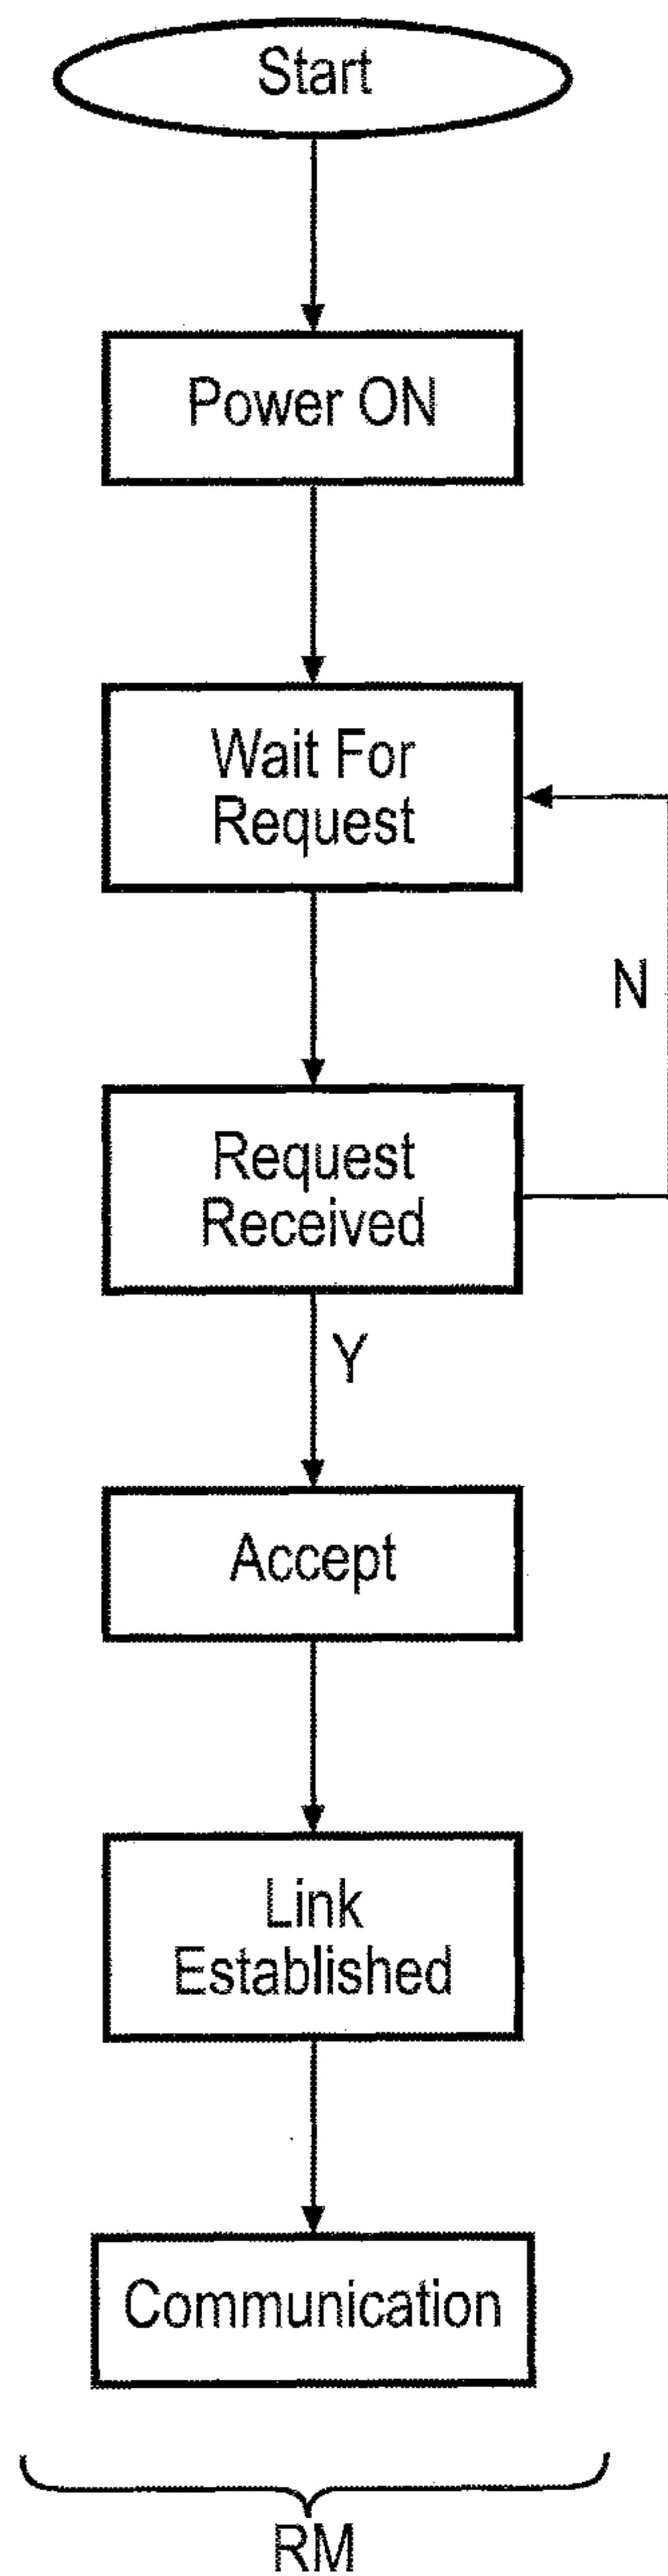 Start
Power ON
Wait For
Request
N
Request
Received
Y
Accept
Link
Established
Communication
RM